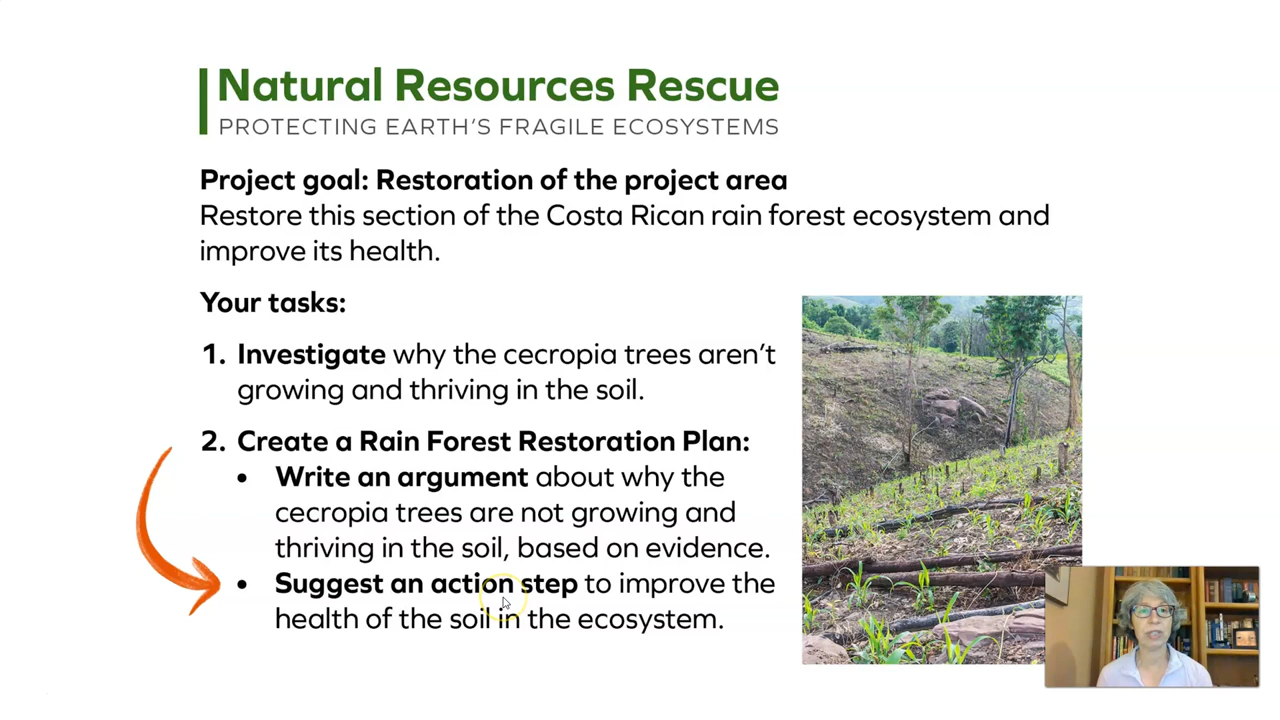 Natural Resources Rescue
PROTECTING EARTH'S FRAGILE ECOSYSTEMS
Project goal: Restoration of the project area
Restore this section of the Costa Rican rain forest ecosystem and
improve its health.
Your tasks:
1. Investigate why the cecropia trees aren't
growing and thriving in the soil.
2. Create a Rain Forest Restoration Plan:
• Write an argument about why the
cecropia trees are not growing and
thriving in the soil, based on evidence.
• Suggest an action step to improve the
health of the soil in the ecosystem.